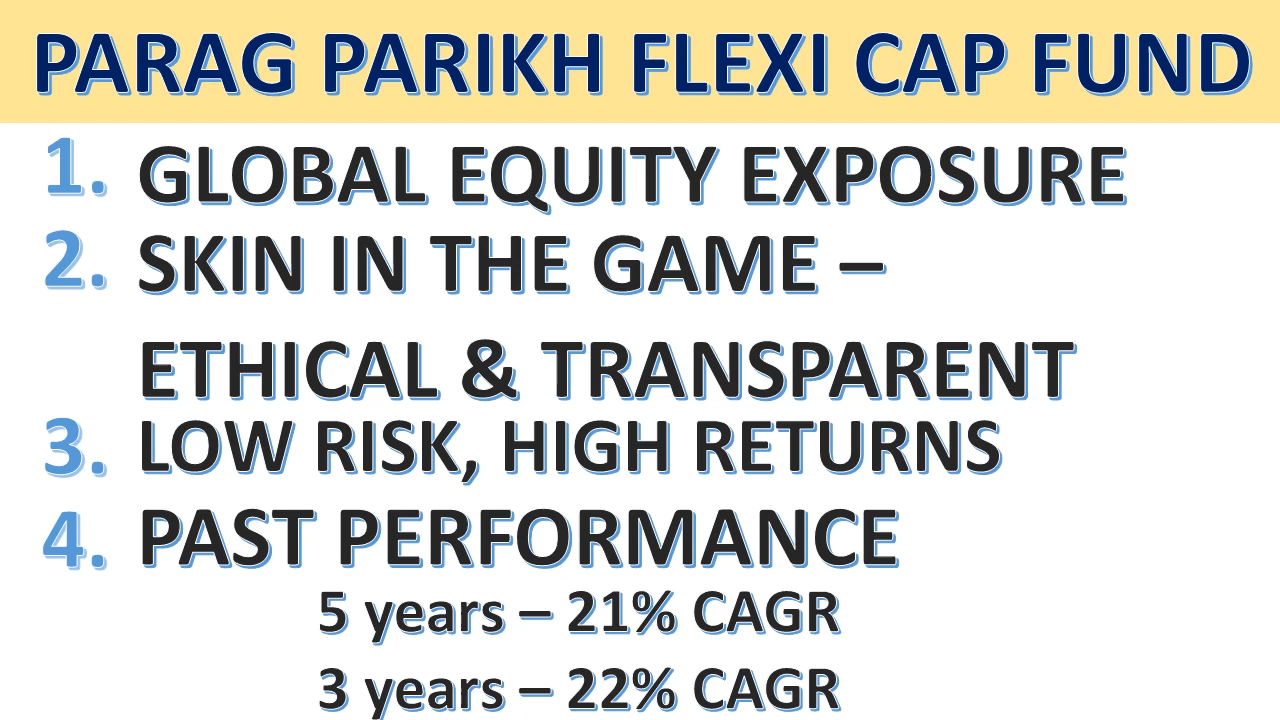 PARAG PARIKH FLEXI CAP FUND
1. GLOBAL EQUITY EXPOSURE
2. SKIN IN THE GAME –
ETHICAL & TRANSPARENT
3. LOW RISK, HIGH RETURNS
4. PAST PERFORMANCE
5 years – 21% CAGR
3 years – 22% CAGR